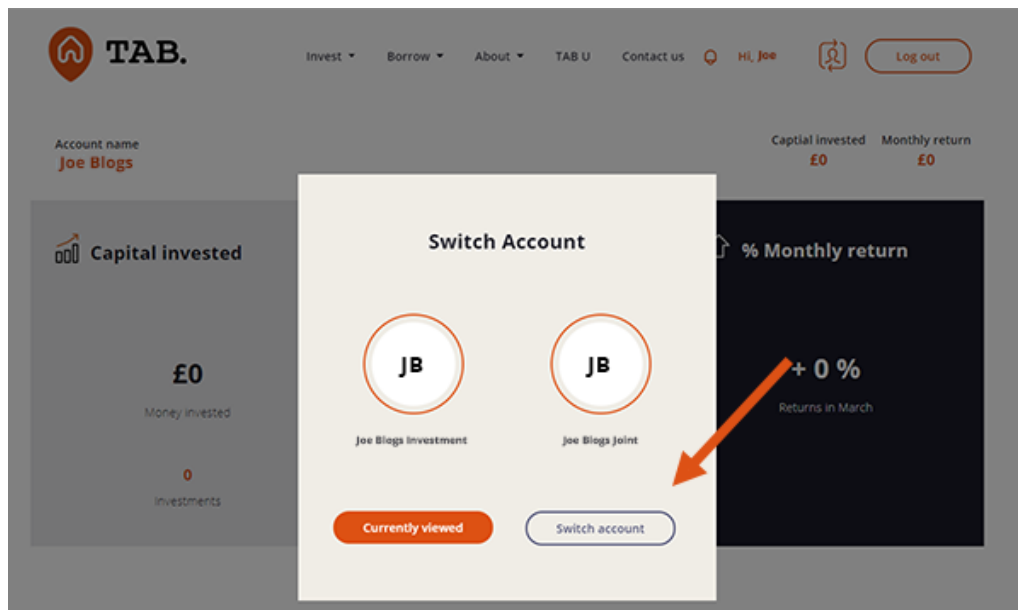 TAB.
Invest Borrow About TAB U Contact us Hi, Joe Log out
Account name
Joe Blogs
Captial invested Monthly return
£0 £0
Capital invested
£0
Money invested
0
Investments
Switch Account
JB JB
Joe Blogs Investment Joe Blogs Joint
Currently viewed Switch account
% Monthly return
+ 0 %
Returns in March